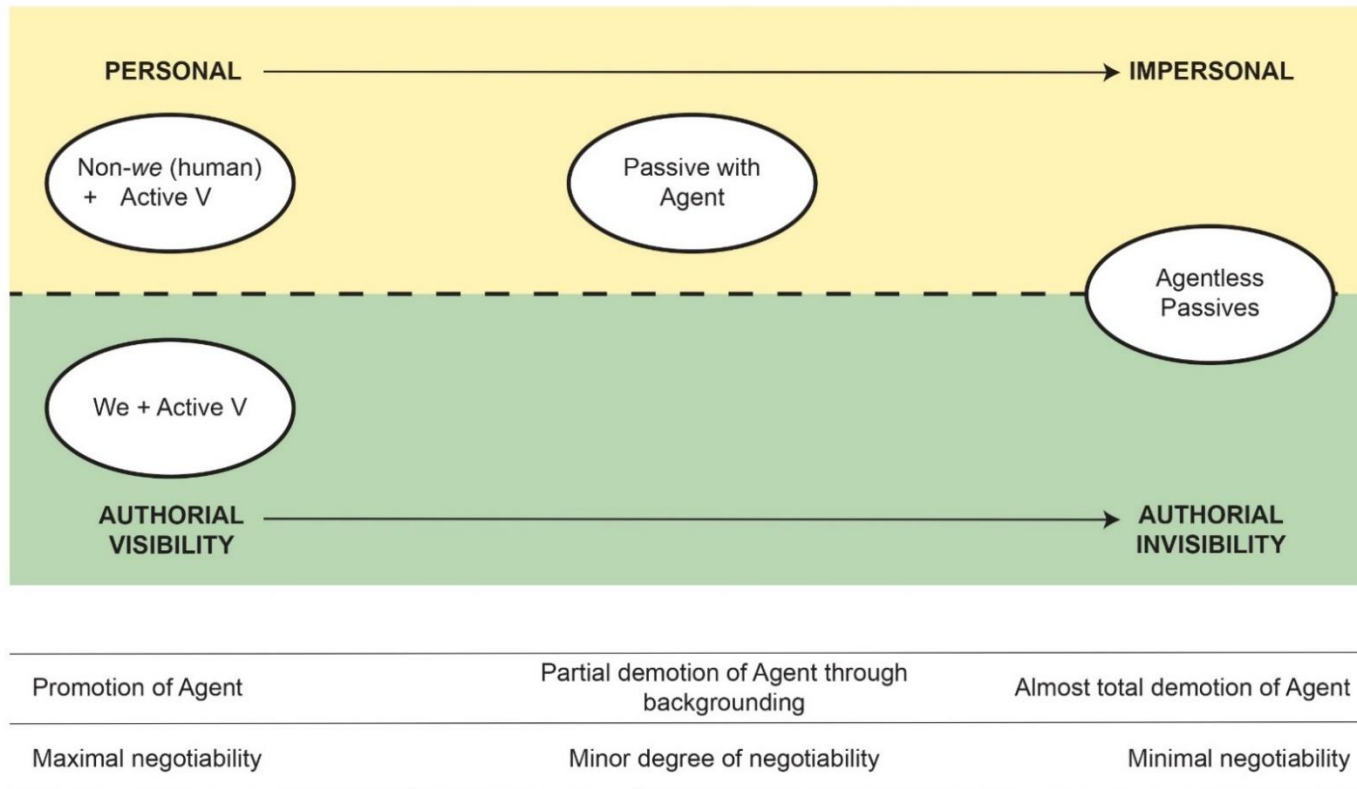 PERSONAL IMPERSONAL
Non-we (human)
+ Active V
Passive with
Agent
Agentless
Passives
We + Active V
AUTHORIAL
VISIBILITY
AUTHORIAL
INVISIBILITY
Promotion of Agent
Partial demotion of Agent through
backgrounding
Almost total demotion of Agent
Maximal negotiability
Minor degree of negotiability
Minimal negotiability